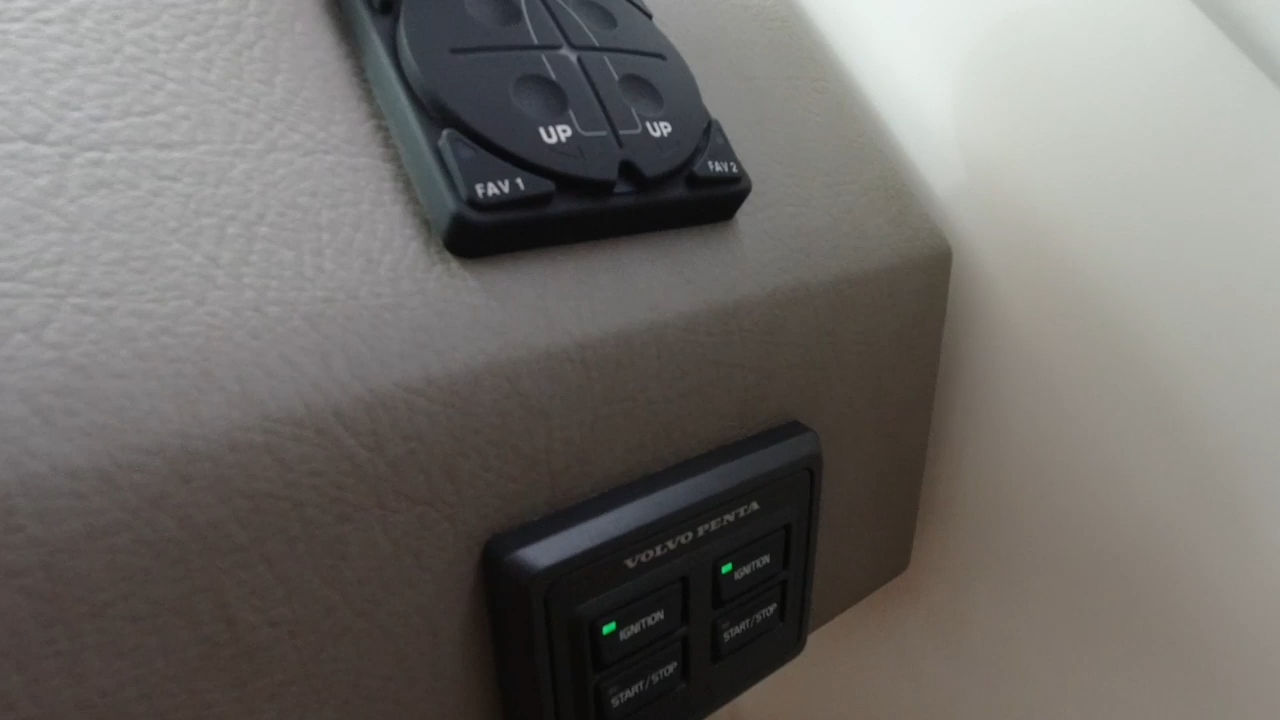 UP UP
FAV 1 FAV 2
VOLVO PENTA
IGNITION IGNITION
START/STOP START/STOP